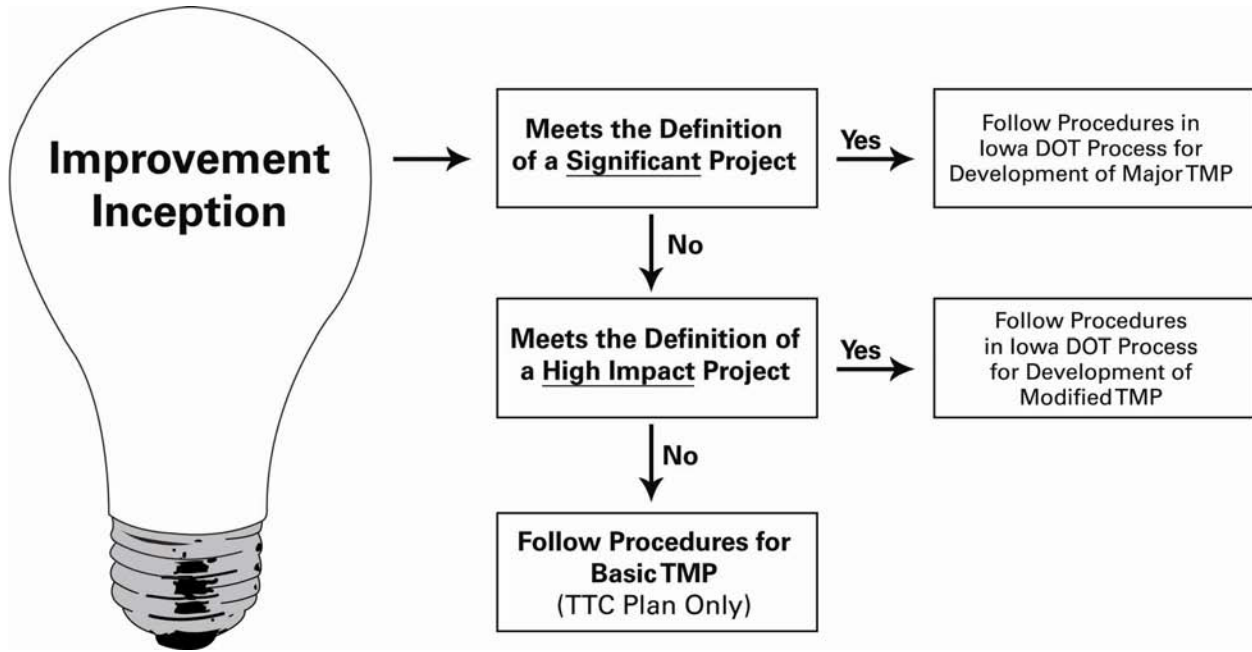 Improvement
Inception
Meets the Definition
of a Significant Project
Yes
Follow Procedures in
Iowa DOT Process for
Development of Major TMP
No
Meets the Definition of
a High Impact Project
Yes
Follow Procedures
in Iowa DOT Process
for Development of
Modified TMP
No
Follow Procedures for
Basic TMP
(TTC Plan Only)